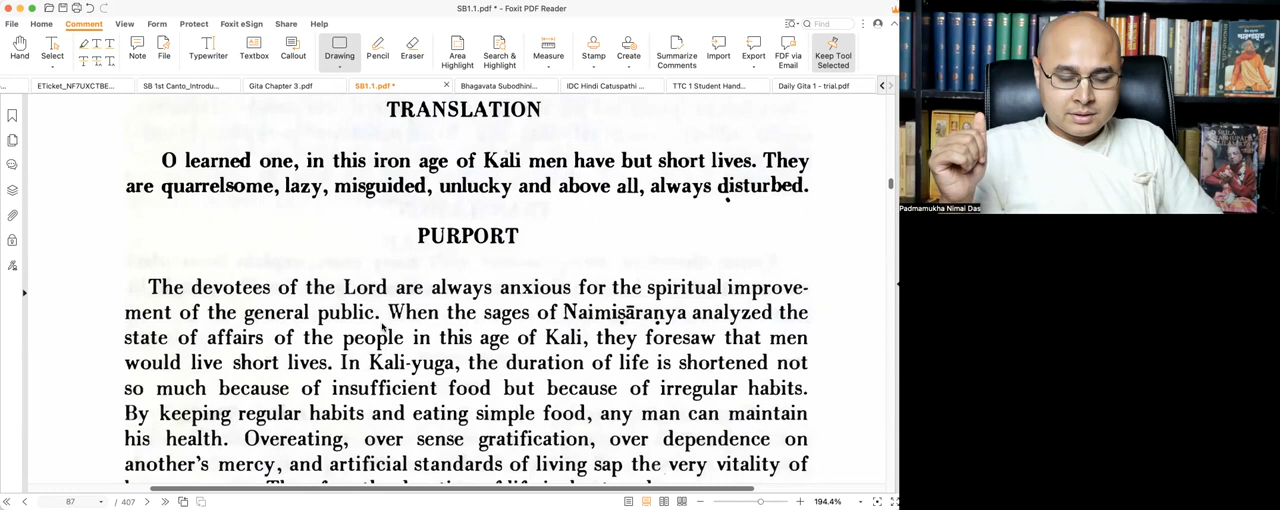 SB1.1.pdf * - Foxit PDF Reader
File Home Comment View Form Protect Foxit eSign Share Help
Find
Hand Select Note File Typewriter Textbox Callout Drawing Pencil Eraser Area Highlight Search & Highlight Measure Stamp Create Summarize Comments Import Export FDF via Email Keep Tool Selected
ETicket_NF7UXCTBE... SB 1st Canto_Introdu... Gita Chapter 3.pdf SB1.1.pdf * Bhagavata Subodhini... IDC Hindi Cutuspathi ... TTC 1 Student Hand... Daily Gita 1 - trial.pdf
TRANSLATION
O learned one, in this iron age of Kali men have but short lives. They
are quarrelsome, lazy, misguided, unlucky and above all, always disturbed.
PURPORT
The devotees of the Lord are always anxious for the spiritual improve-
ment of the general public. When the sages of Naimiṣāraṇya analyzed the
state of affairs of the people in this age of Kali, they foresaw that men
would live short lives. In Kali-yuga, the duration of life is shortened not
so much because of insufficient food but because of irregular habits.
By keeping regular habits and eating simple food, any man can maintain
his health. Overeating, over sense gratification, over dependence on
another's mercy, and artificial standards of living sap the very vitality of
87 / 407
194.4%
Padmamukha Nimai Das